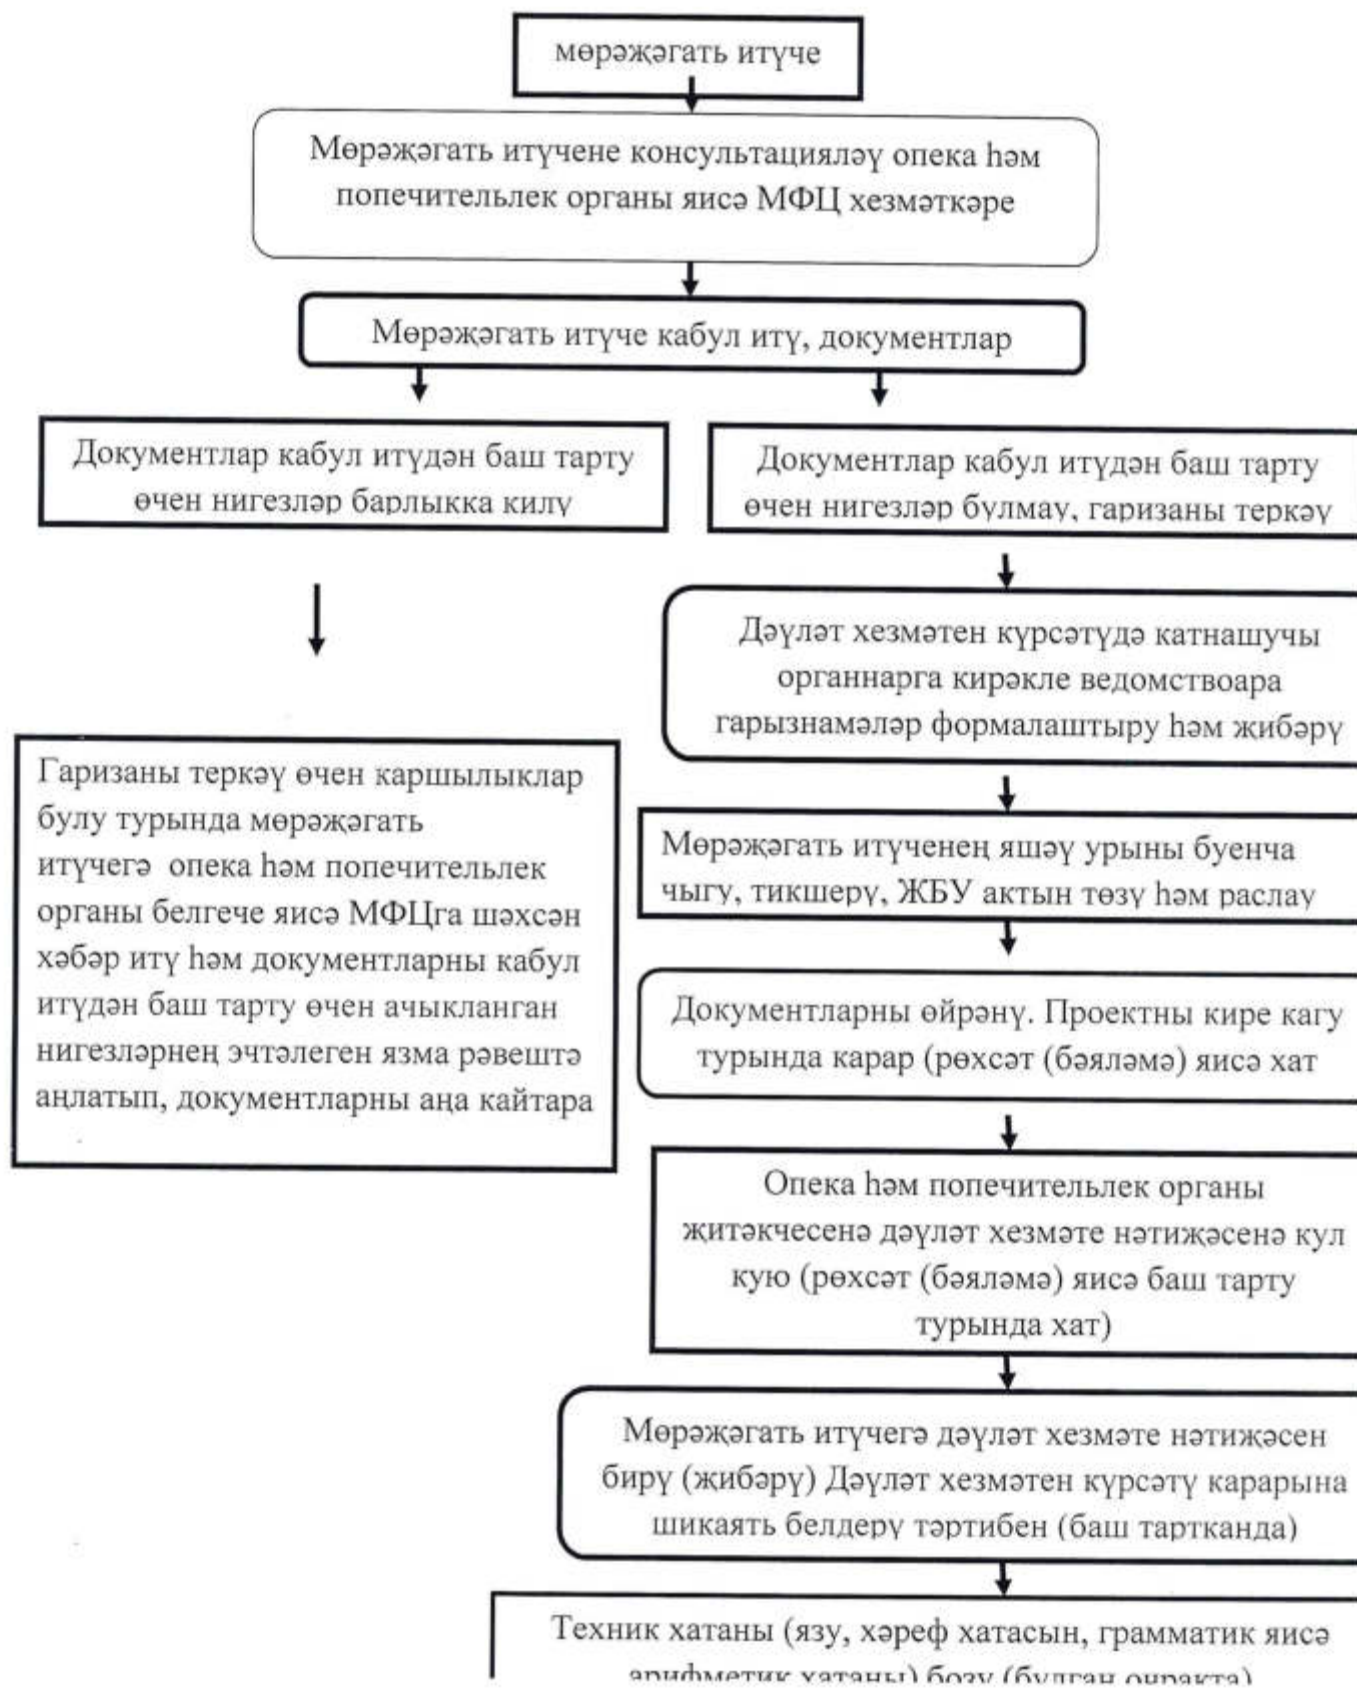 мөрәҗәгать итүче
Мөрәҗәгать итүчене консультацияләү опека һәм
попечительлек органы яисә МФЦ хезмәткәре
Мөрәҗәгать итүче кабул итү, документлар
Документлар кабул итүдән баш тарту
өчен нигезләр барлыкка килү
Документлар кабул итүдән баш тарту
өчен нигезләр булмау, гаризаны теркәү
Дәүләт хезмәтен күрсәтүдә катнашучы
органнарга кирәкле ведомствоара
гарызнамәләр формалаштыру һәм җибәрү
Гаризаны теркәү өчен каршылыклар
булу турында мөрәҗәгать
итүчегә опека һәм попечительлек
органы белгече яисә МФЦга шәхсән
хәбәр итү һәм документларны кабул
итүдән баш тарту өчен ачыкланган
нигезләрнең эчтәлеген язма рәвештә
аңлатып, документларны аңа кайтара
Мөрәҗәгать итүченең яшәү урыны буенча
чыгу, тикшерү, ЖБУ актын төзү һәм раслау
Документларны өйрәнү. Проектны кире кагу
турында карар (рөхсәт (бәяләмә) яисә хат
Опека һәм попечительлек органы
җитәкчесенә дәүләт хезмәте нәтиҗәсенә кул
кую (рөхсәт (бәяләмә) яисә баш тарту
турында хат)
Мөрәҗәгать итүчегә дәүләт хезмәте нәтиҗәсен
бирү (җибәрү) Дәүләт хезмәтен күрсәтү карарына
шикаять белдерү тәртибен (баш тартканда)
Техник хатаны (язу, хәреф хатасын, грамматик яисә
арифметик хатаны) бозу (булган очракта)